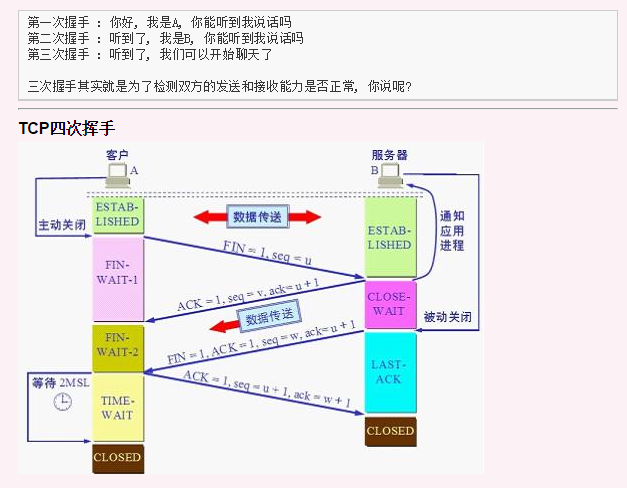 第一次握手 : 你好, 我是A, 你能听到我说话吗
第二次握手 : 听到了, 我是B, 你能听到我说话吗
第三次握手 : 听到了, 我们可以开始聊天了
三次握手其实就是为了检测双方的发送和接收能力是否正常, 你说呢?
TCP四次挥手
客户
A
服务器
B
ESTAB-
LISHED
数据传送
ESTAB-
LISHED
通知
应用
进程
主动关闭
FIN = 1, seq = u
FIN-
WAIT-1
ACK = 1, seq = v, ack= u + 1
CLOSE-
WAIT
数据传送
被动关闭
FIN-
WAIT-2
FIN = 1, ACK = 1, seq = w, ack= u + 1
LAST-
ACK
等待 2MSL
ACK = 1, seq = u + 1, ack = w + 1
TIME-
WAIT
CLOSED
CLOSED